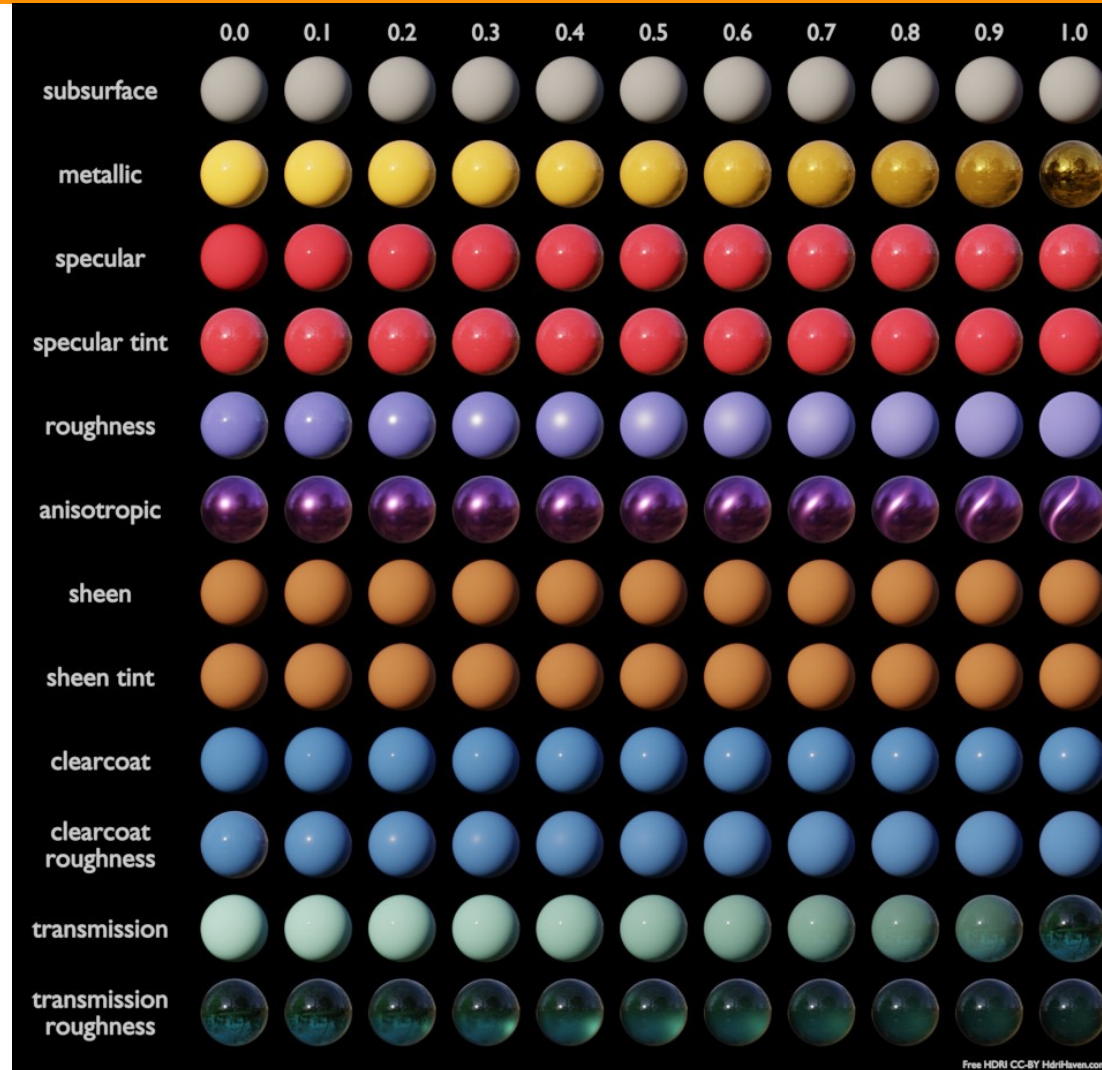 0.0 0.1 0.2 0.3 0.4 0.5 0.6 0.7 0.8 0.9 1.0
subsurface
metallic
specular
specular tint
roughness
anisotropic
sheen
sheen tint
clearcoat
clearcoat
roughness
transmission
transmission
roughness
Free HDRI CC-BY HdriHaven.com